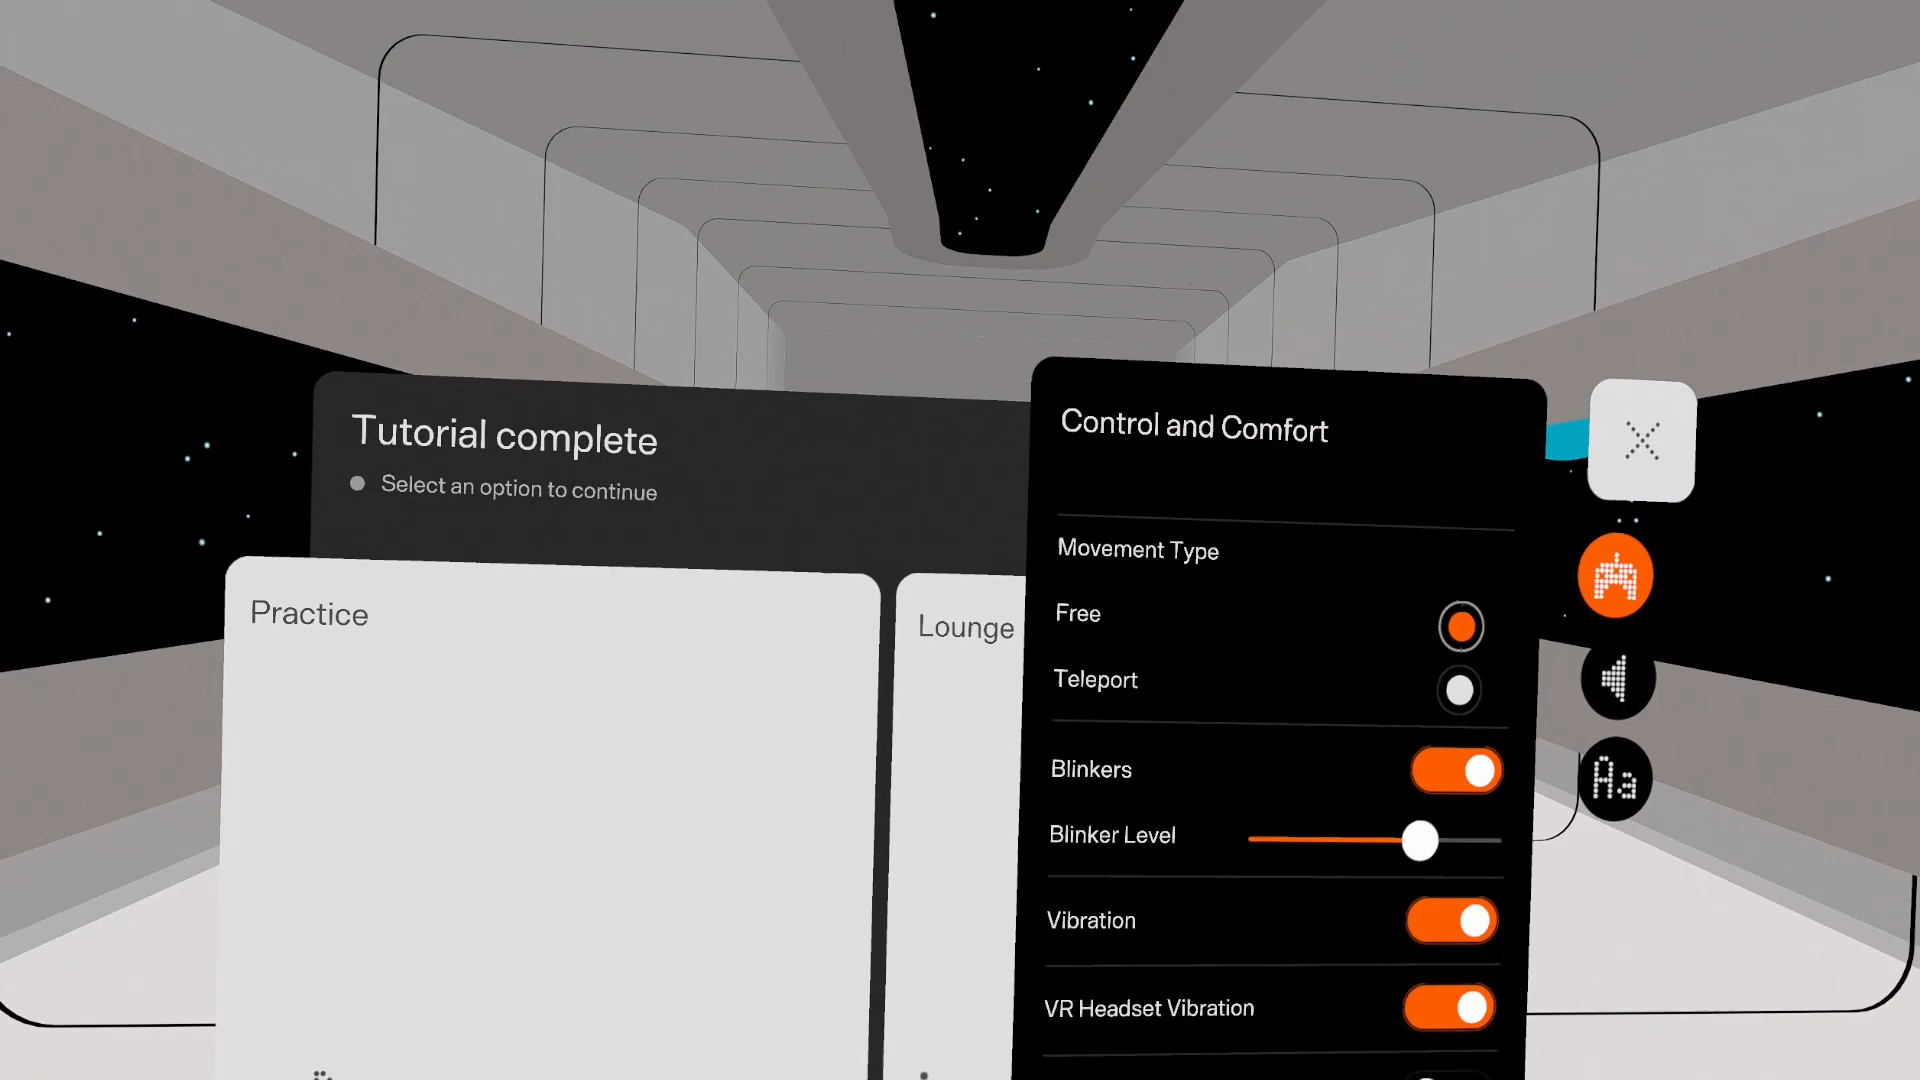 Tutorial complete
Select an option to continue
Practice
Lounge
Control and Comfort
Movement Type
Free
Teleport
Blinkers
Blinker Level
Vibration
VR Headset Vibration
Aa